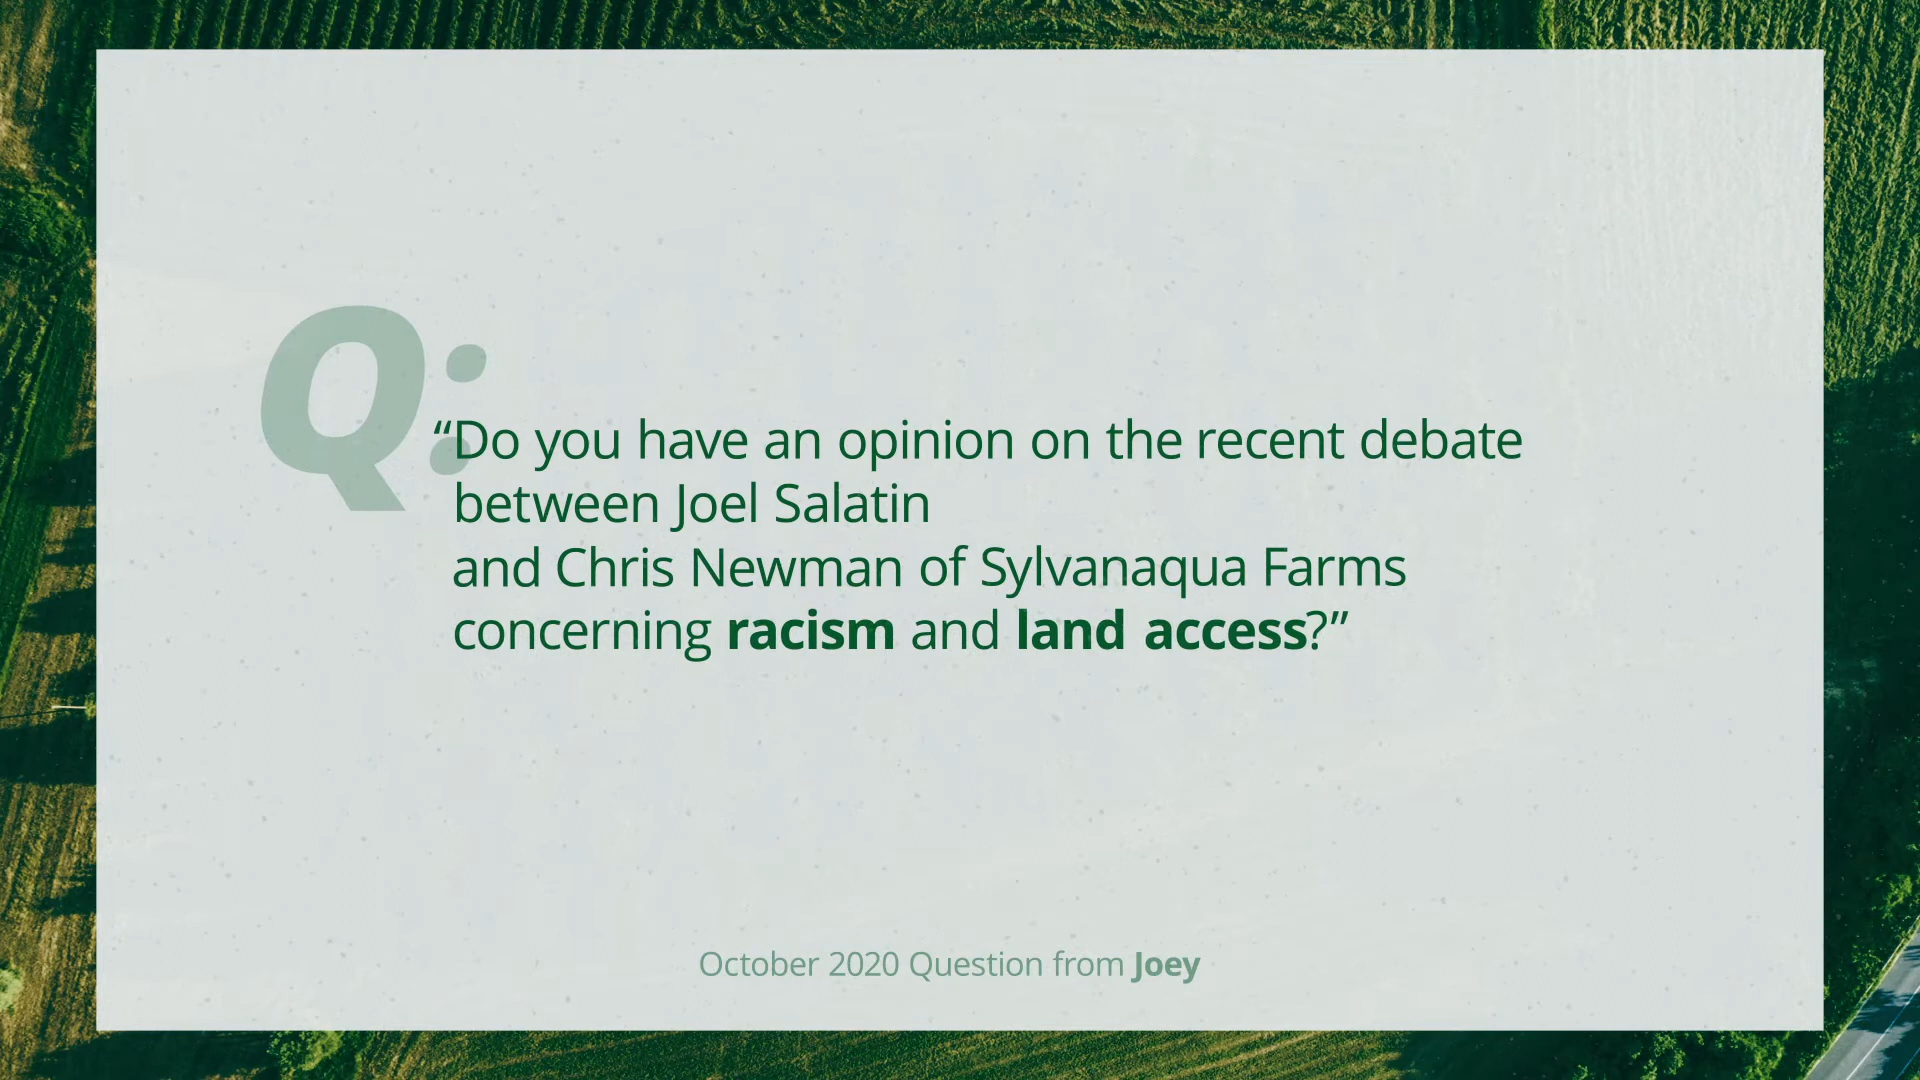 Q:
“Do you have an opinion on the recent debate
between Joel Salatin
and Chris Newman of Sylvanaqua Farms
concerning racism and land access?”
October 2020 Question from Joey